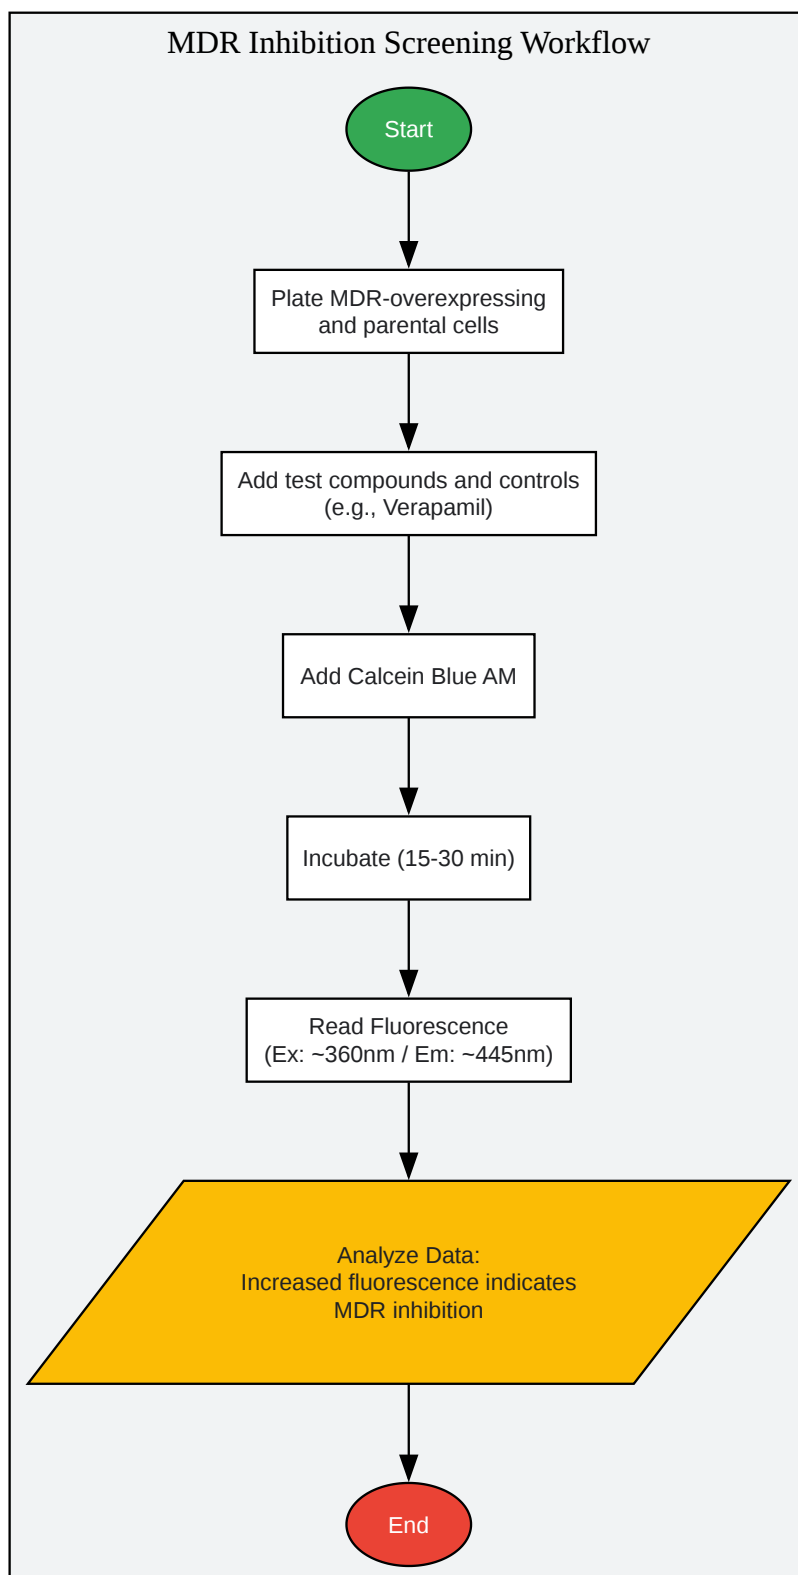 MDR Inhibition Screening Workflow
Start
Plate MDR-overexpressing
and parental cells
Add test compounds and controls
(e.g., Verapamil)
Add Calcein Blue AM
Incubate (15-30 min)
Read Fluorescence
(Ex: ~360nm / Em: ~445nm)
Analyze Data:
Increased fluorescence indicates
MDR inhibition
End